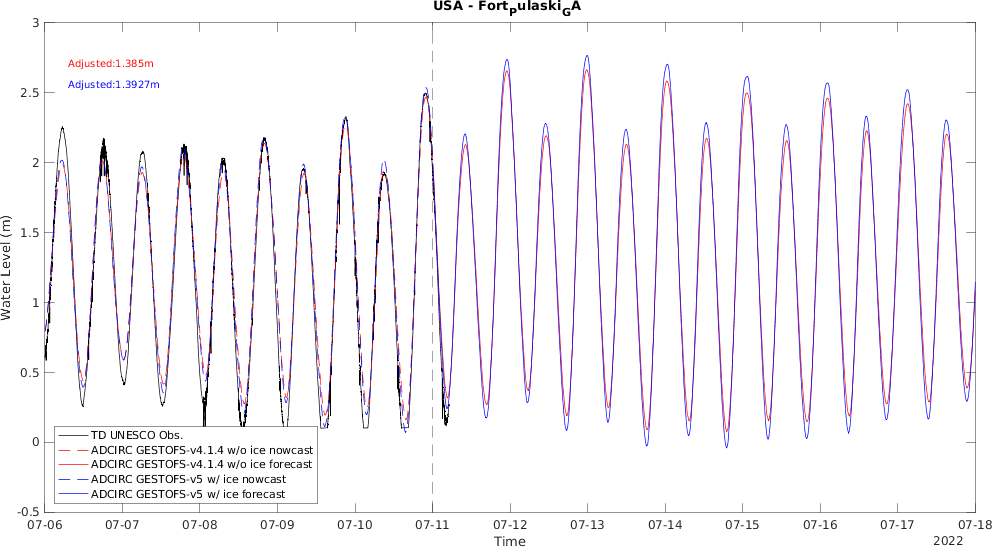 USA - FortPulaskiGA
3
2.5
2
1.5
1
0.5
0
-0.5
Water Level (m)
Adjusted:1.385m
Adjusted:1.3927m
TD UNESCO Obs.
ADCIRC GESTOFS-v4.1.4 w/o ice nowcast
ADCIRC GESTOFS-v4.1.4 w/o ice forecast
ADCIRC GESTOFS-v5 w/ ice nowcast
ADCIRC GESTOFS-v5 w/ ice forecast
07-06 07-07 07-08 07-09 07-10 07-11 07-12 07-13 07-14 07-15 07-16 07-17 07-18
Time
2022